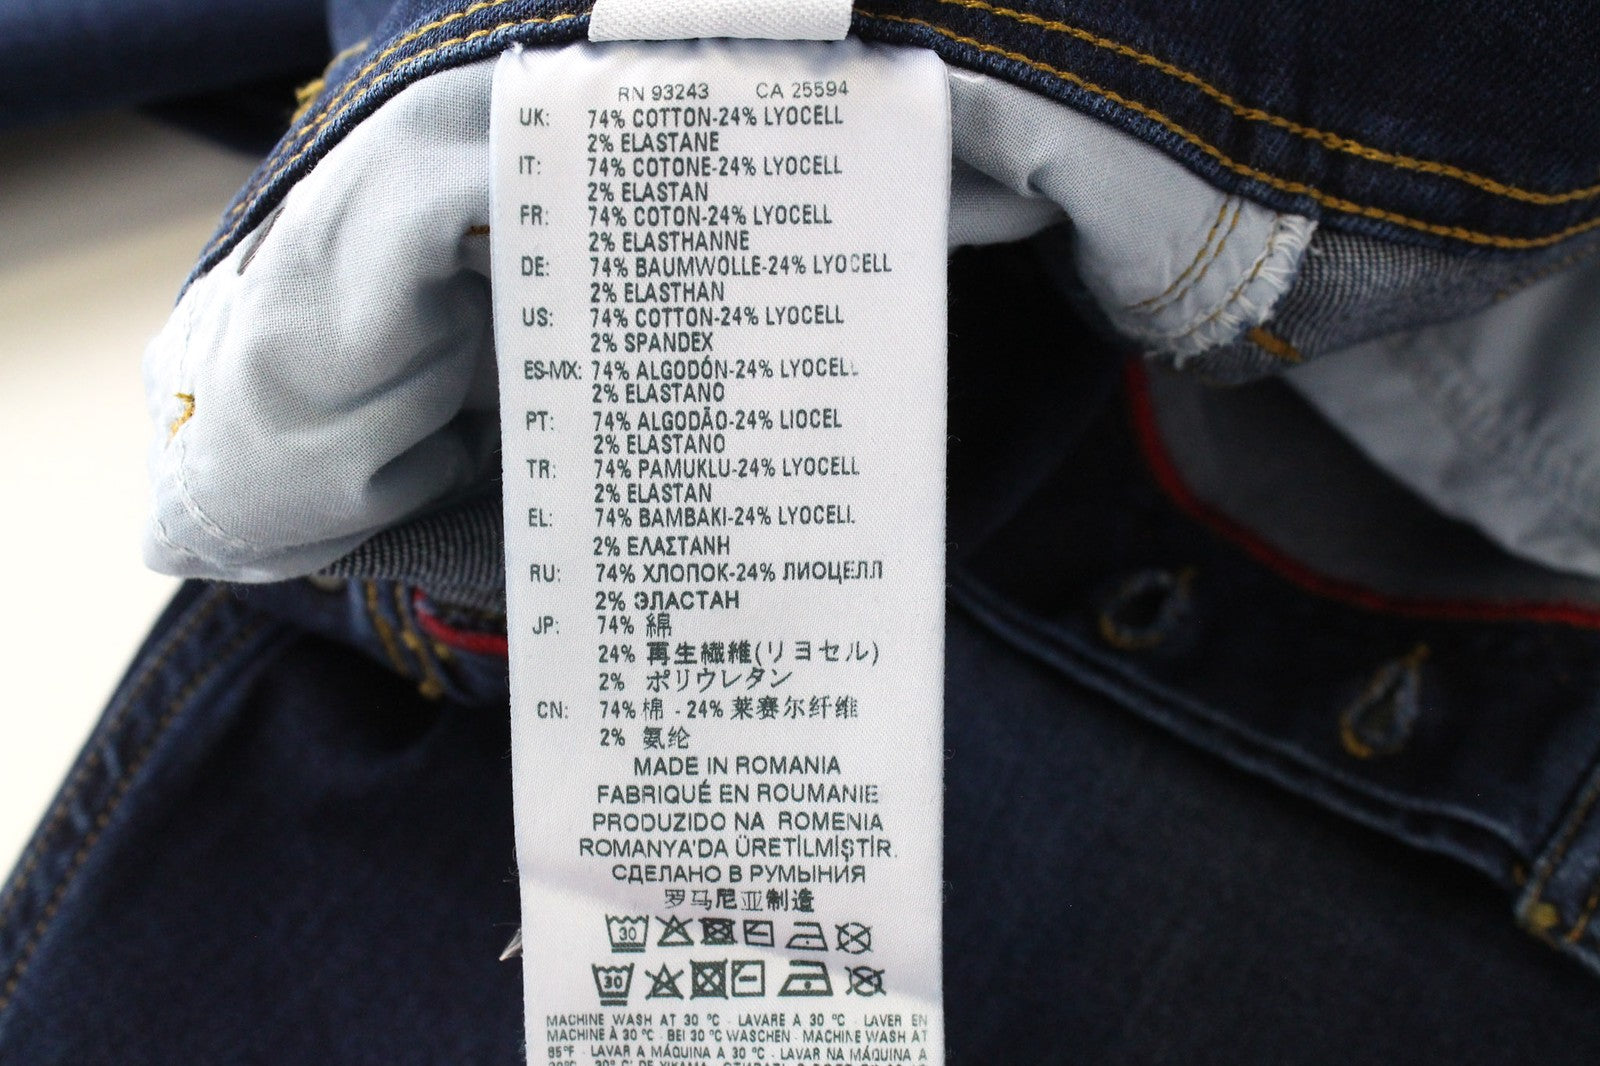 RN 93243 CA 25594
UK: 74% COTTON-24% LYOCELL
2% ELASTANE
IT: 74% COTONE-24% LYOCELL
2% ELASTAN
FR: 74% COTON-24% LYOCELL
2% ELASTHANNE
DE: 74% BAUMWOLLE-24% LYOCELL
2% ELASTHAN
US: 74% COTTON-24% LYOCELL
2% SPANDEX
ES-MX: 74% ALGODÓN-24% LYOCELL
2% ELASTANO
PT: 74% ALGODÃO-24% LIOCEL
2% ELASTANO
TR: 74% PAMUKLU-24% LYOCELL
2% ELASTAN
EL: 74% BAMBAKI-24% LYOCELL
2% ΕΛΑΣΤΑΝΗ
RU: 74% ХЛОПОК-24% ЛИОЦЕЛЛ
2% ЭЛАСТАН
JP: 74% 綿
24% 再生繊維(リヨセル)
2% ポリウレタン
CN: 74% 棉 - 24% 莱赛尔纤维
2% 氨纶
MADE IN ROMANIA
FABRIQUÉ EN ROUMANIE
PRODUZIDO NA ROMENIA
ROMANYA'DA ÜRETİLMİŞTİR.
СДЕЛАНО В РУМЫНИЯ
罗马尼亚制造
30
30
MACHINE WASH AT 30 °C - LAVARE A 30 °C - LAVER EN
MACHINE À 30 °C - BEI 30 °C WASCHEN - MACHINE WASH AT
85°F - LAVAR A MÁQUINA A 30 °C - LAVAR NA MÁQUINA A